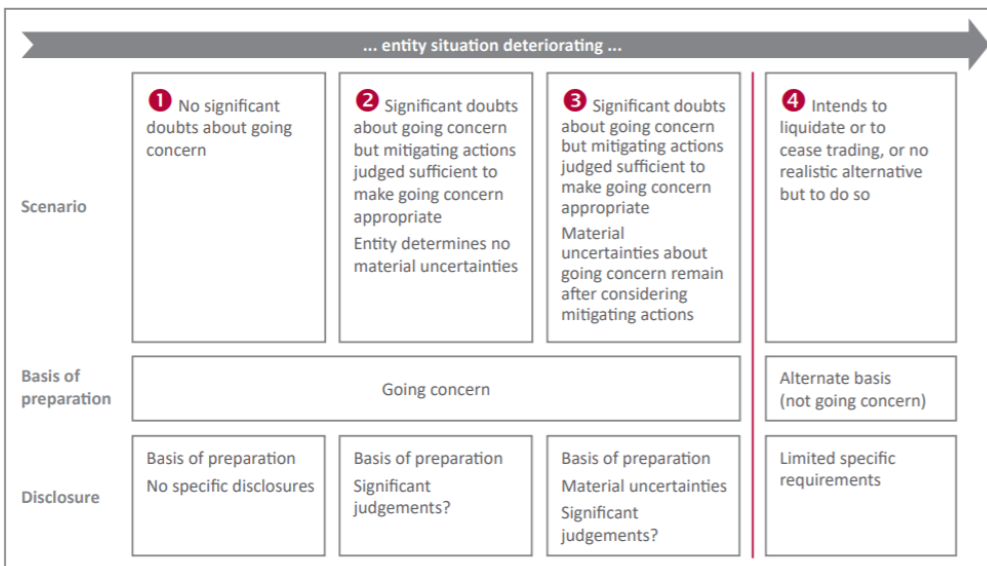 ... entity situation deteriorating ...
Scenario
1 No significant
doubts about going
concern
2 Significant doubts
about going concern
but mitigating actions
judged sufficient to
make going concern
appropriate
Entity determines no
material uncertainties
3 Significant doubts
about going concern
but mitigating actions
judged sufficient to
make going concern
appropriate
Material
uncertainties about
going concern remain
after considering
mitigating actions
4 Intends to
liquidate or to
cease trading, or no
realistic alternative
but to do so
Basis of
preparation
Going concern
Alternate basis
(not going concern)
Disclosure
Basis of preparation
No specific disclosures
Basis of preparation
Significant
judgements?
Basis of preparation
Material uncertainties
Significant
judgements?
Limited specific
requirements